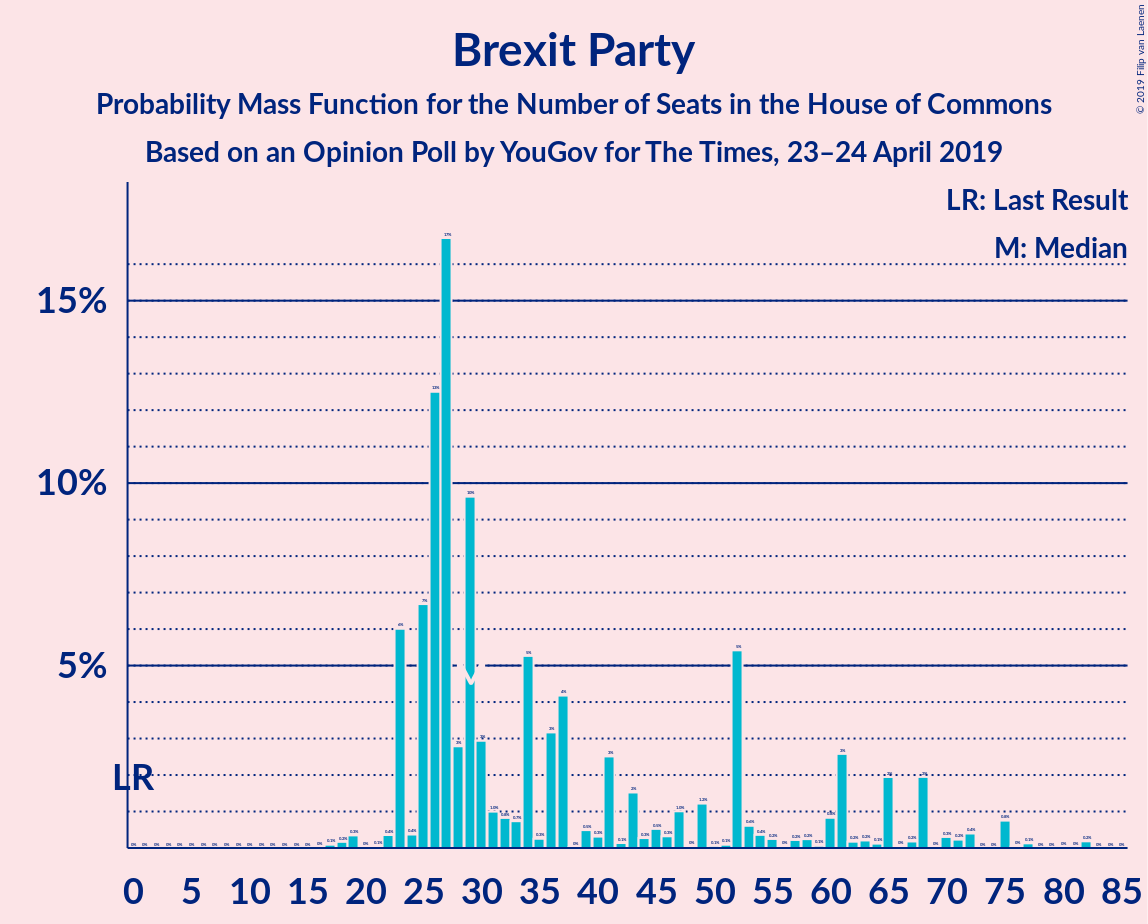 Brexit Party
Probability Mass Function for the Number of Seats in the House of Commons
Based on an Opinion Poll by YouGov for The Times, 23–24 April 2019
© 2019 Filip van Laenen
LR: Last Result
M: Median
15%
10%
5%
LR
0 5 10 15 20 25 30 35 40 45 50 55 60 65 70 75 80 85